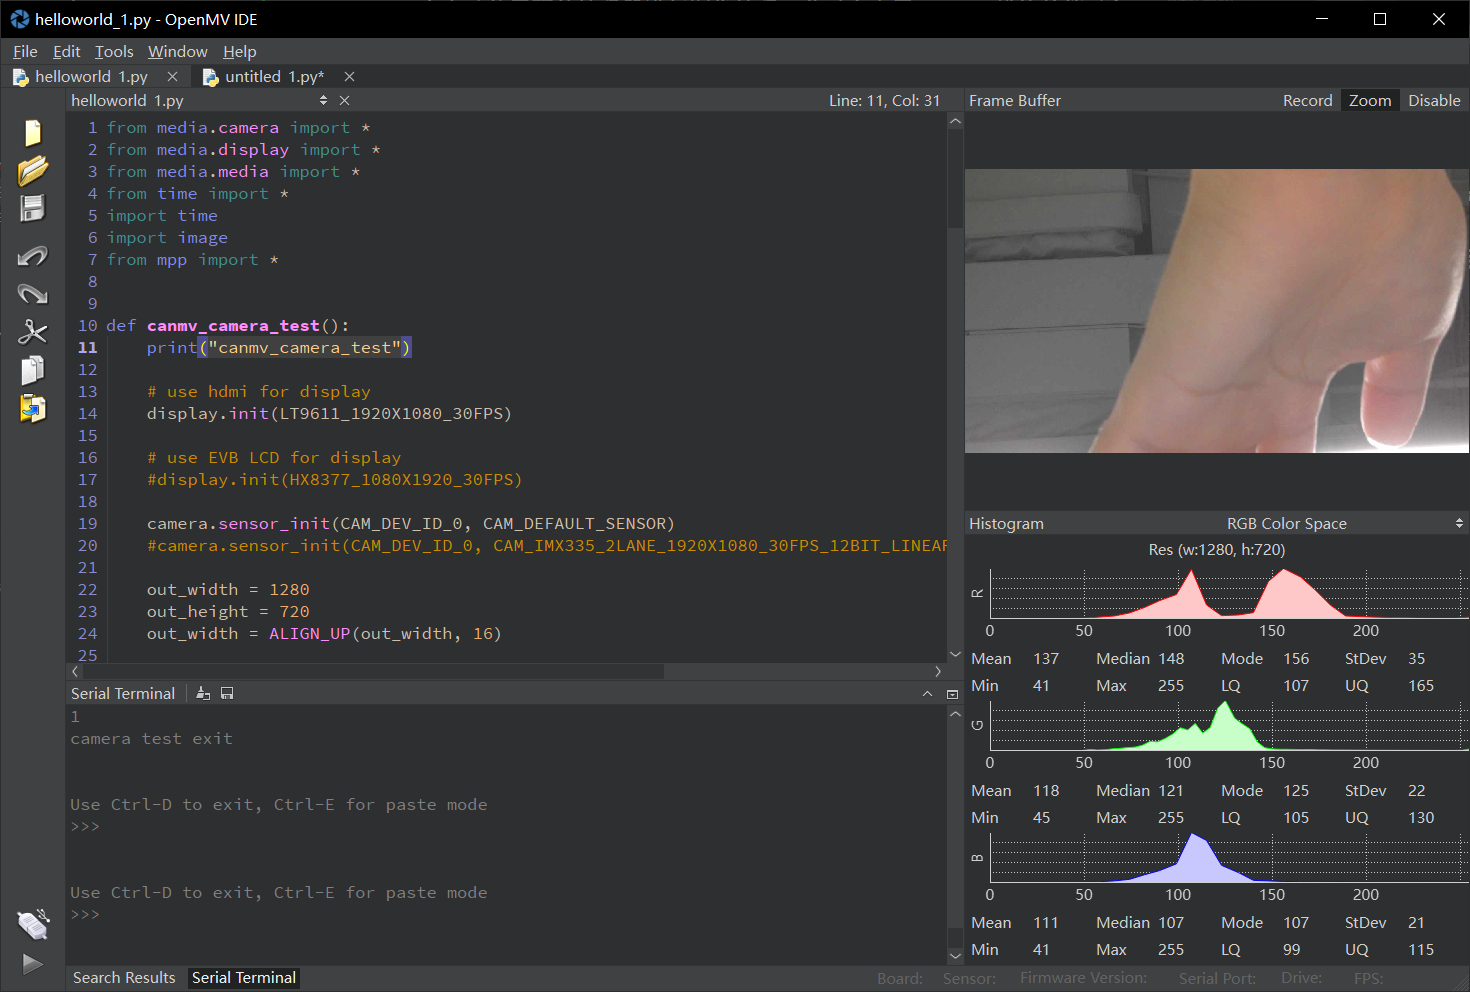 helloworld_1.py - OpenMV IDE
File Edit Tools Window Help
helloworld 1.py untitled 1.py*
helloworld 1.py Line: 11, Col: 31
1 from media.camera import *
2 from media.display import *
3 from media.media import *
4 from time import *
5 import time
6 import image
7 from mpp import *
8
9
10 def canmv_camera_test():
11 print("canmv_camera_test")
12
13 # use hdmi for display
14 display.init(LT9611_1920X1080_30FPS)
15
16 # use EVB LCD for display
17 #display.init(HX8377_1080X1920_30FPS)
18
19 camera.sensor_init(CAM_DEV_ID_0, CAM_DEFAULT_SENSOR)
20 #camera.sensor_init(CAM_DEV_ID_0, CAM_IMX335_2LANE_1920X1080_30FPS_12BIT_LINEAR
21
22 out_width = 1280
23 out_height = 720
24 out_width = ALIGN_UP(out_width, 16)
25
Serial Terminal
1
camera test exit
Use Ctrl-D to exit, Ctrl-E for paste mode
>>>
Use Ctrl-D to exit, Ctrl-E for paste mode
>>>
Search Results Serial Terminal
Frame Buffer Record Zoom Disable
Histogram RGB Color Space
Res (w:1280, h:720)
R
0 50 100 150 200
Mean 137 Median 148 Mode 156 StDev 35
Min 41 Max 255 LQ 107 UQ 165
G
0 50 100 150 200
Mean 118 Median 121 Mode 125 StDev 22
Min 45 Max 255 LQ 105 UQ 130
B
0 50 100 150 200
Mean 111 Median 107 Mode 107 StDev 21
Min 41 Max 255 LQ 99 UQ 115
Board: Sensor: Firmware Version: Serial Port: Drive: FPS: